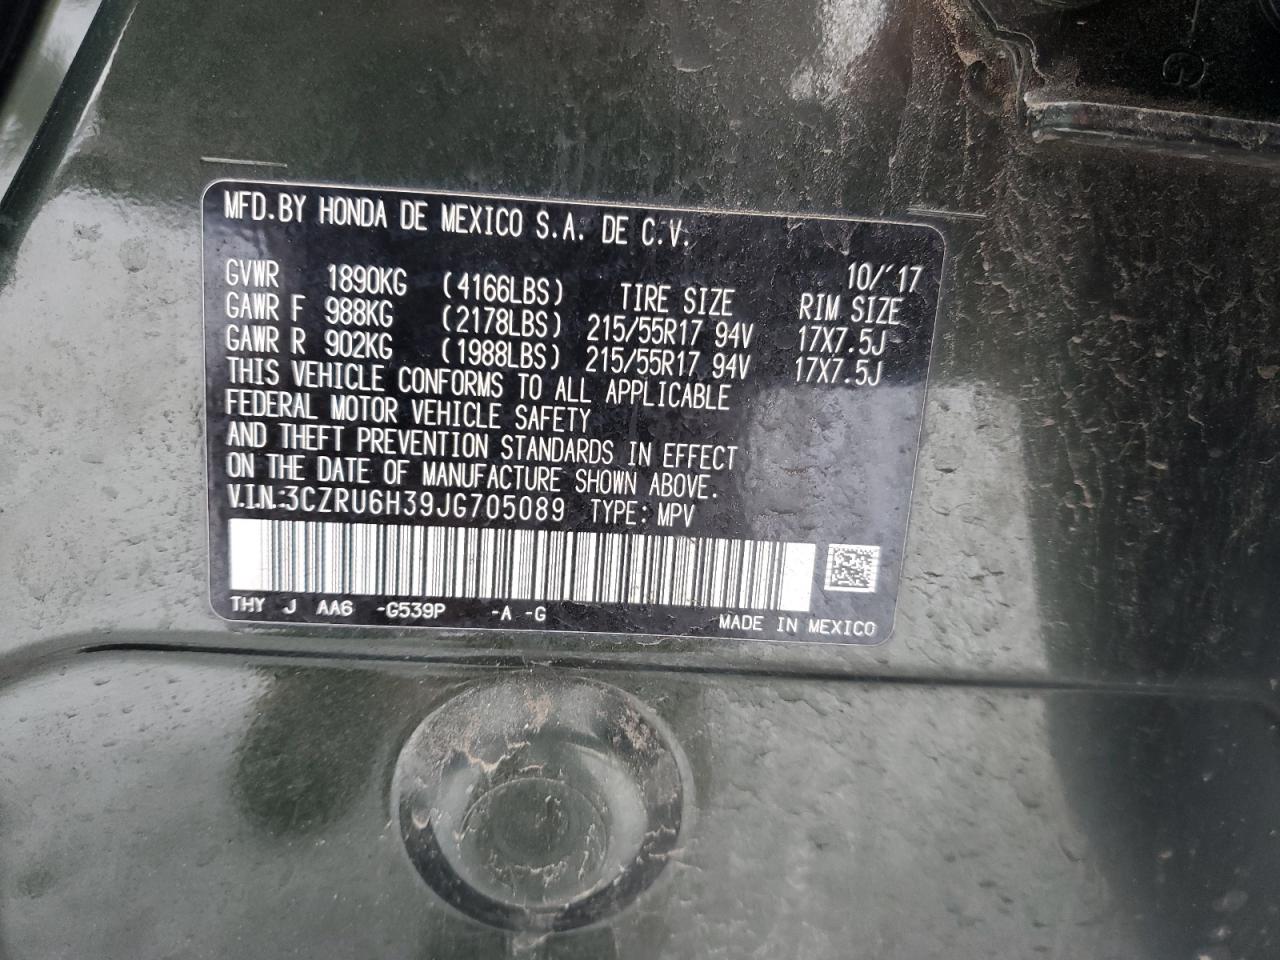 MFD.BY HONDA DE MEXICO S.A. DE C.V.
10/'17
GVWR 1890KG (4166LBS) TIRE SIZE RIM SIZE
GAWR F 988KG (2178LBS) 215/55R17 94V 17X7.5J
GAWR R 902KG (1988LBS) 215/55R17 94V 17X7.5J
THIS VEHICLE CONFORMS TO ALL APPLICABLE
FEDERAL MOTOR VEHICLE SAFETY
AND THEFT PREVENTION STANDARDS IN EFFECT
ON THE DATE OF MANUFACTURE SHOWN ABOVE.
V.I.N.:3CZRU6H39JG705089 TYPE: MPV
THY J AA6 -G539P -A -G MADE IN MEXICO